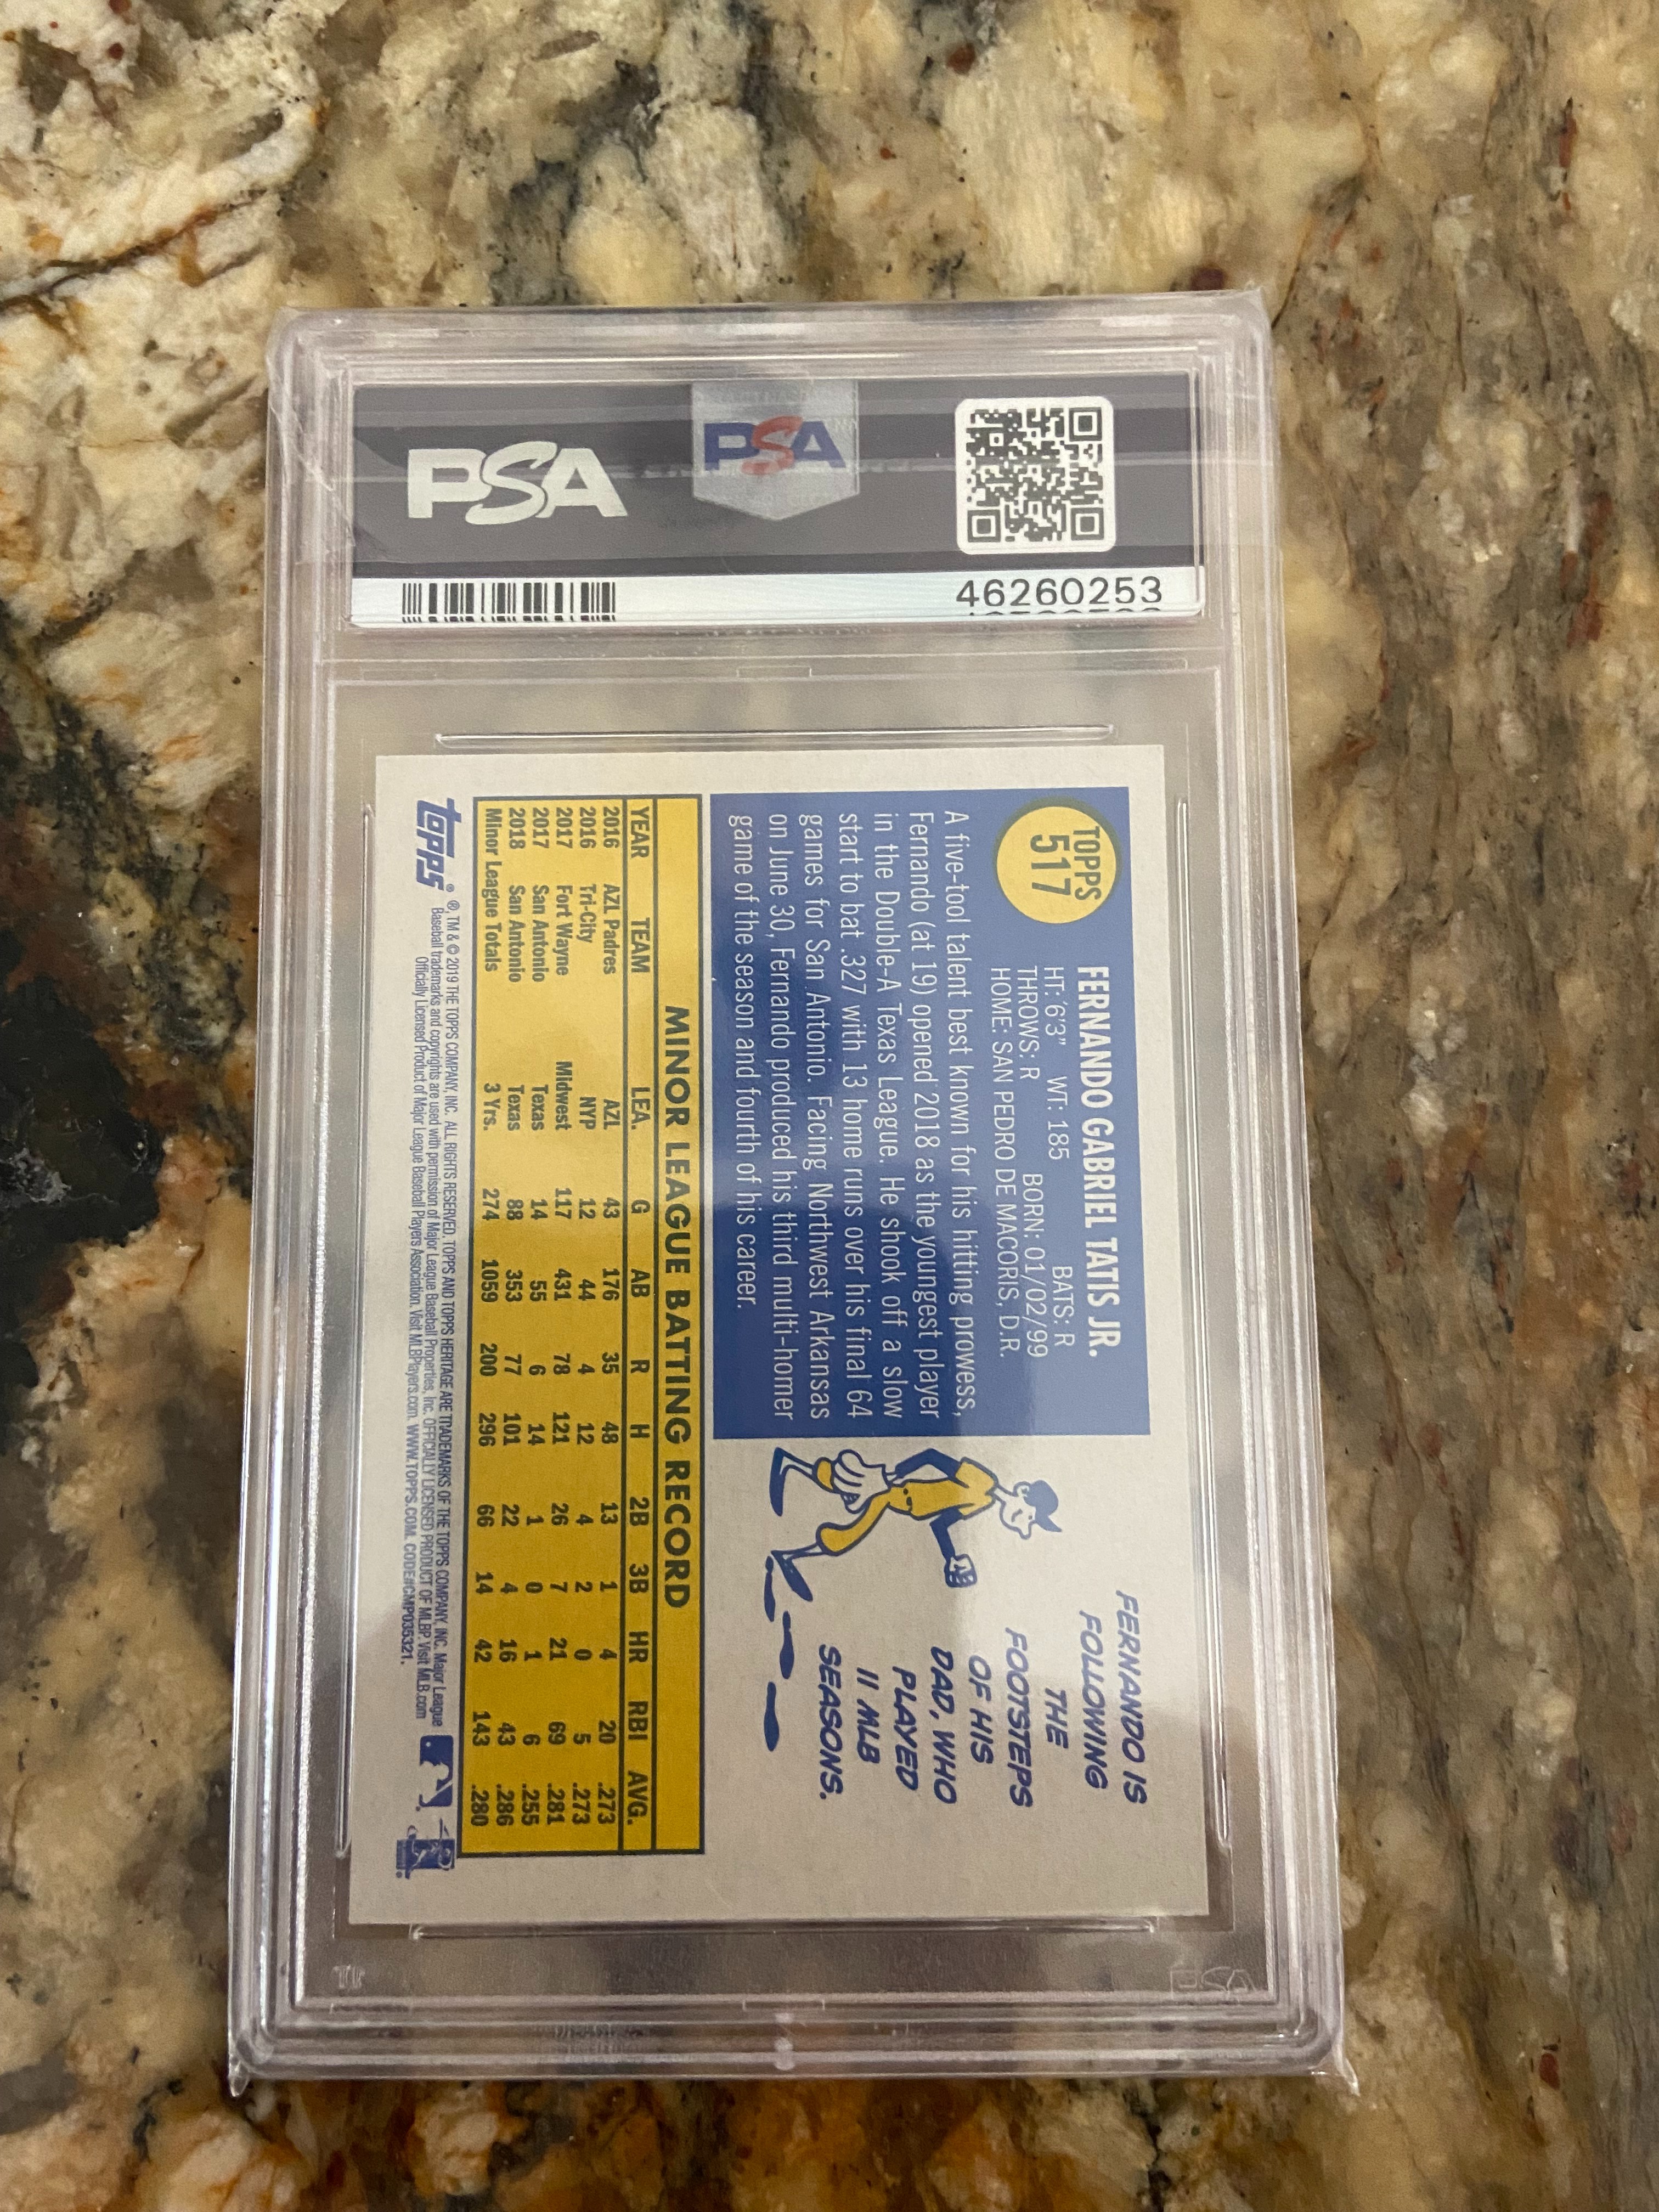 PSA
PSA
46260253
TOPPS
517
FERNANDO GABRIEL TATIS JR.
HT: 6'3" WT: 185 BATS: R
THROWS: R BORN: 01/02/99
HOME: SAN PEDRO DE MACORIS, D.R.
A five-tool talent best known for his hitting prowess,
Fernando (at 19) opened 2018 as the youngest player
in the Double-A Texas League. He shook off a slow
start to bat .327 with 13 home runs over his final 64
games for San Antonio. Facing Northwest Arkansas
on June 30, Fernando produced his third multi-homer
game of the season and fourth of his career.
FERNANDO IS
FOLLOWING
THE
FOOTSTEPS
OF HIS
DAD, WHO
PLAYED
11 MLB
SEASONS.
MINOR LEAGUE BATTING RECORD
YEAR TEAM LEA. G AB R H 2B 3B HR RBI AVG.
2016 AZL Padres AZL 43 176 35 48 13 1 4 20 .273
2016 Tri-City NYP 12 44 4 12 4 2 0 5 .273
2017 Fort Wayne Midwest 117 431 78 121 26 7 21 69 .281
2017 San Antonio Texas 14 55 6 14 1 0 1 6 .255
2018 San Antonio Texas 88 353 77 101 22 4 16 43 .286
Minor League Totals 3 Yrs. 274 1059 200 296 66 14 42 143 .280
topps® ®, TM & © 2019 THE TOPPS COMPANY, INC. ALL RIGHTS RESERVED. TOPPS AND TOPPS HERITAGE ARE TRADEMARKS OF THE TOPPS COMPANY, INC. Major League
Baseball trademarks and copyrights are used with permission of Major League Baseball Properties, Inc. OFFICIALLY LICENSED PRODUCT OF MLBP. Visit MLB.com
Officially Licensed Product of Major League Baseball Players Association. Visit MLBPlayers.com. WWW.TOPPS.COM. CODE#CMP035321.
PSA